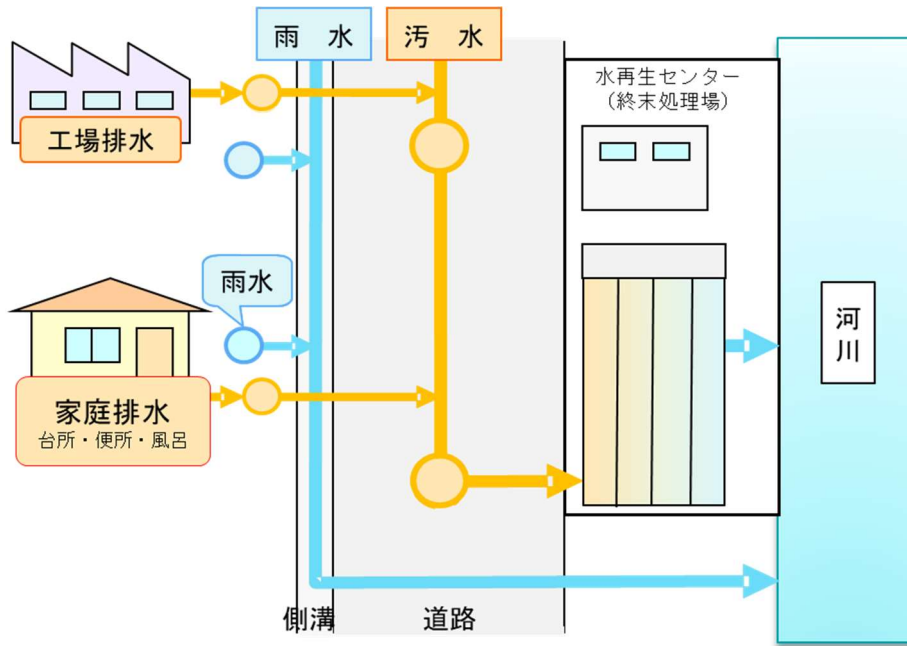 雨　水
汚　水
水再生センター
（終末処理場）
工場排水
雨水
河
川
家庭排水
台所・便所・風呂
側溝
道路